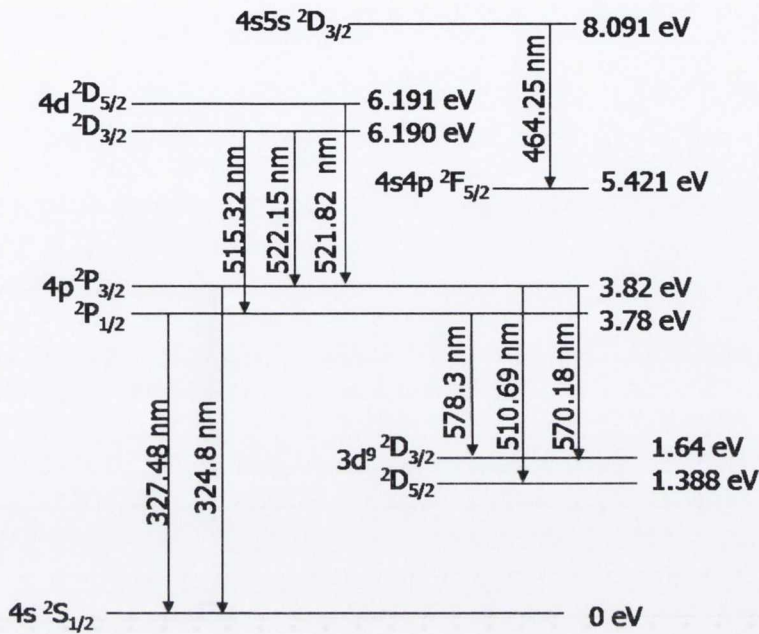 4s5s ²D₃/₂ 8.091 eV
464.25 nm
4d ²D₅/₂ 6.191 eV
²D₃/₂ 6.190 eV
4s4p ²F₅/₂ 5.421 eV
515.32 nm
522.15 nm
521.82 nm
4p ²P₃/₂ 3.82 eV
²P₁/₂ 3.78 eV
578.3 nm
510.69 nm
570.18 nm
3d⁹ ²D₃/₂ 1.64 eV
²D₅/₂ 1.388 eV
327.48 nm
324.8 nm
4s ²S₁/₂ 0 eV